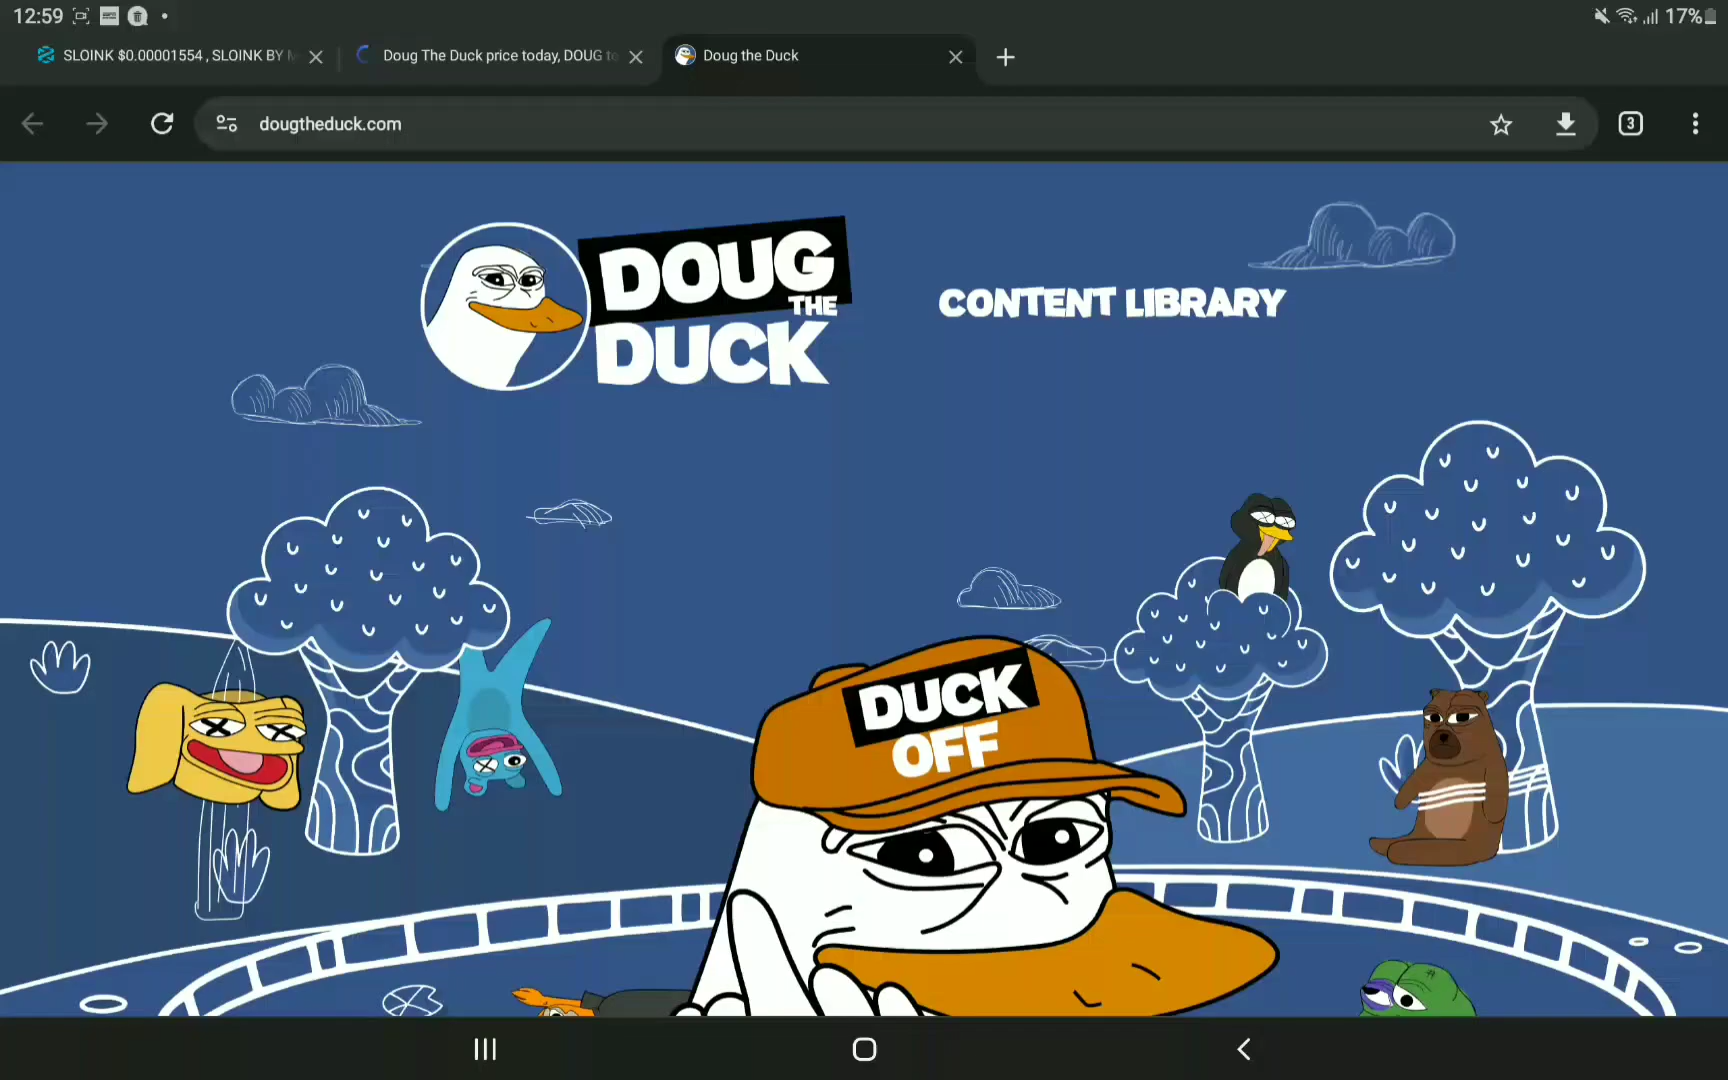 12:59
17%
SLOINK $0.00001554 , SLOINK BY
Doug The Duck price today, DOUG to
Doug the Duck
dougtheduck.com
3
DOUG
THE
DUCK
CONTENT LIBRARY
DUCK
OFF